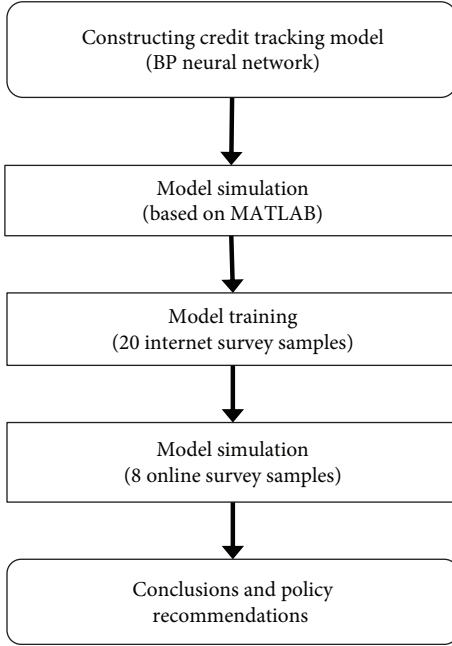 Constructing credit tracking model
(BP neural network)
Model simulation
(based on MATLAB)
Model training
(20 internet survey samples)
Model simulation
(8 online survey samples)
Conclusions and policy
recommendations